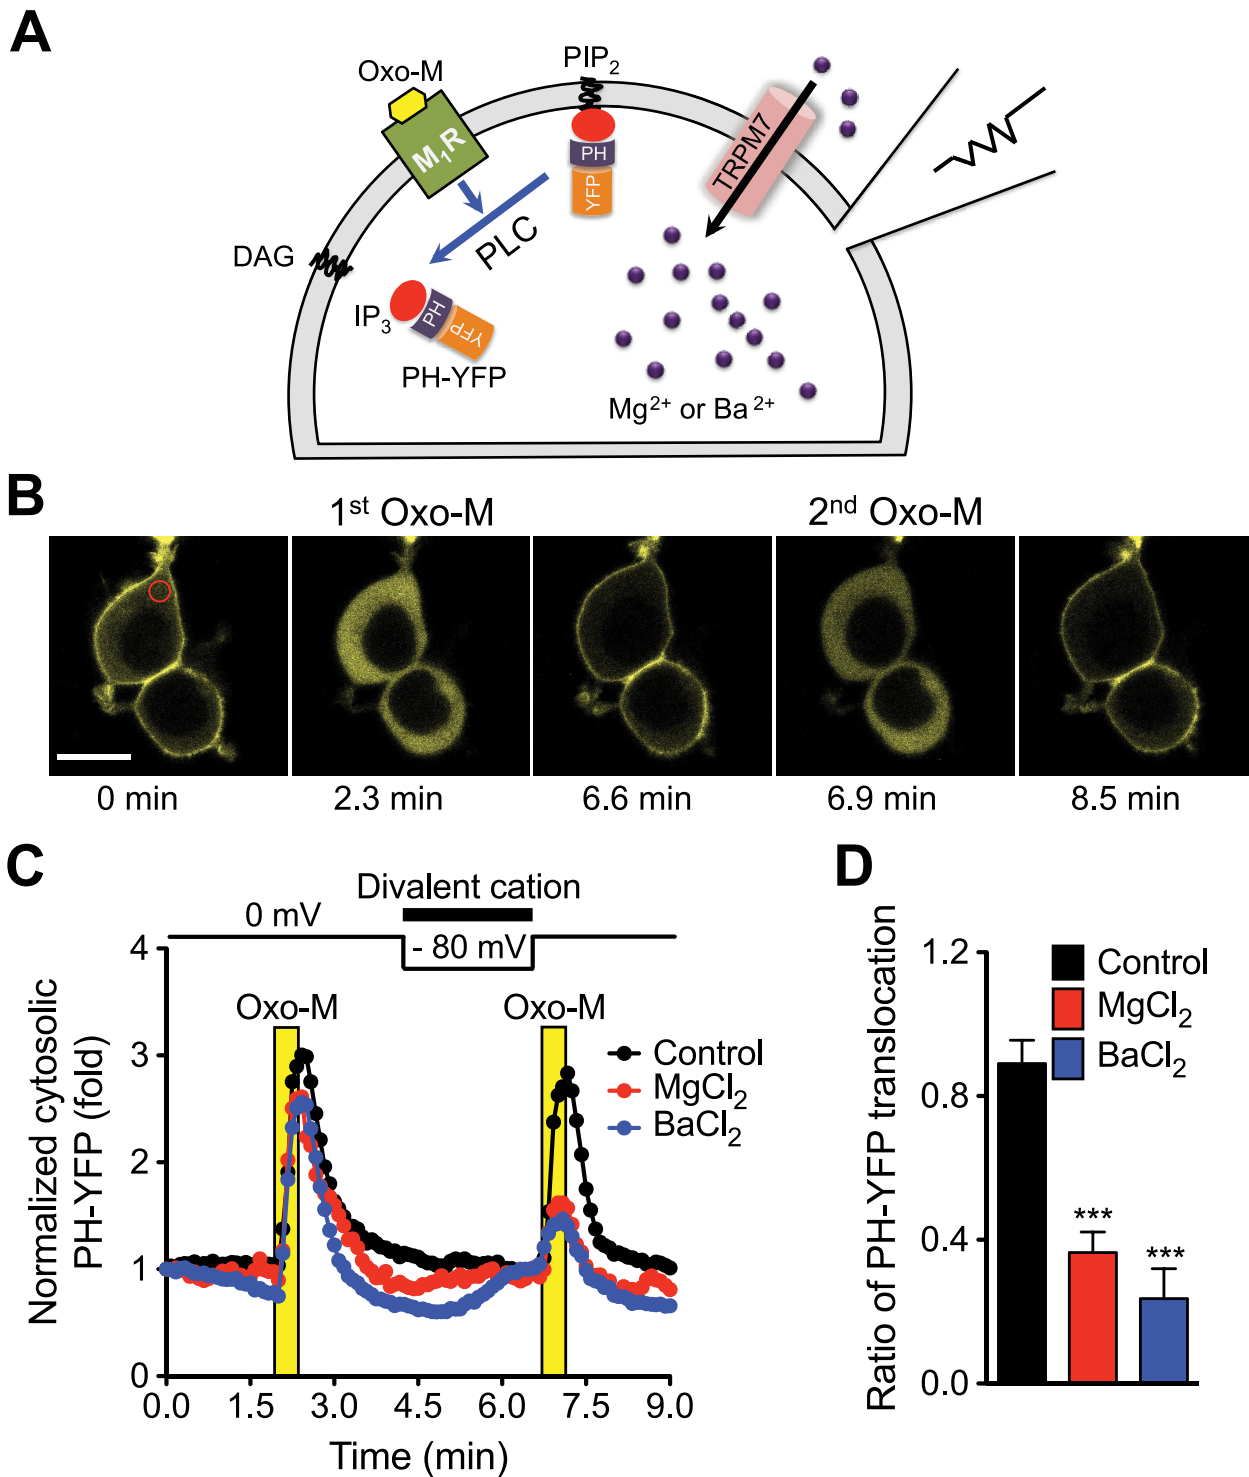 A
Oxo-M
PIP2
M1R
PH
YFP
TRPM7
PLC
DAG
IP3
PH
YFP
PH-YFP
Mg2+ or Ba2+
B
1st Oxo-M
2nd Oxo-M
0 min
2.3 min
6.6 min
6.9 min
8.5 min
C
Divalent cation
0 mV
- 80 mV
Oxo-M
Oxo-M
Control
MgCl2
BaCl2
Normalized cytosolic
PH-YFP (fold)
4
3
2
1
0
0.0
1.5
3.0
4.5
6.0
7.5
9.0
Time (min)
D
Ratio of PH-YFP translocation
1.2
0.8
0.4
0.0
Control
MgCl2
BaCl2
***
***